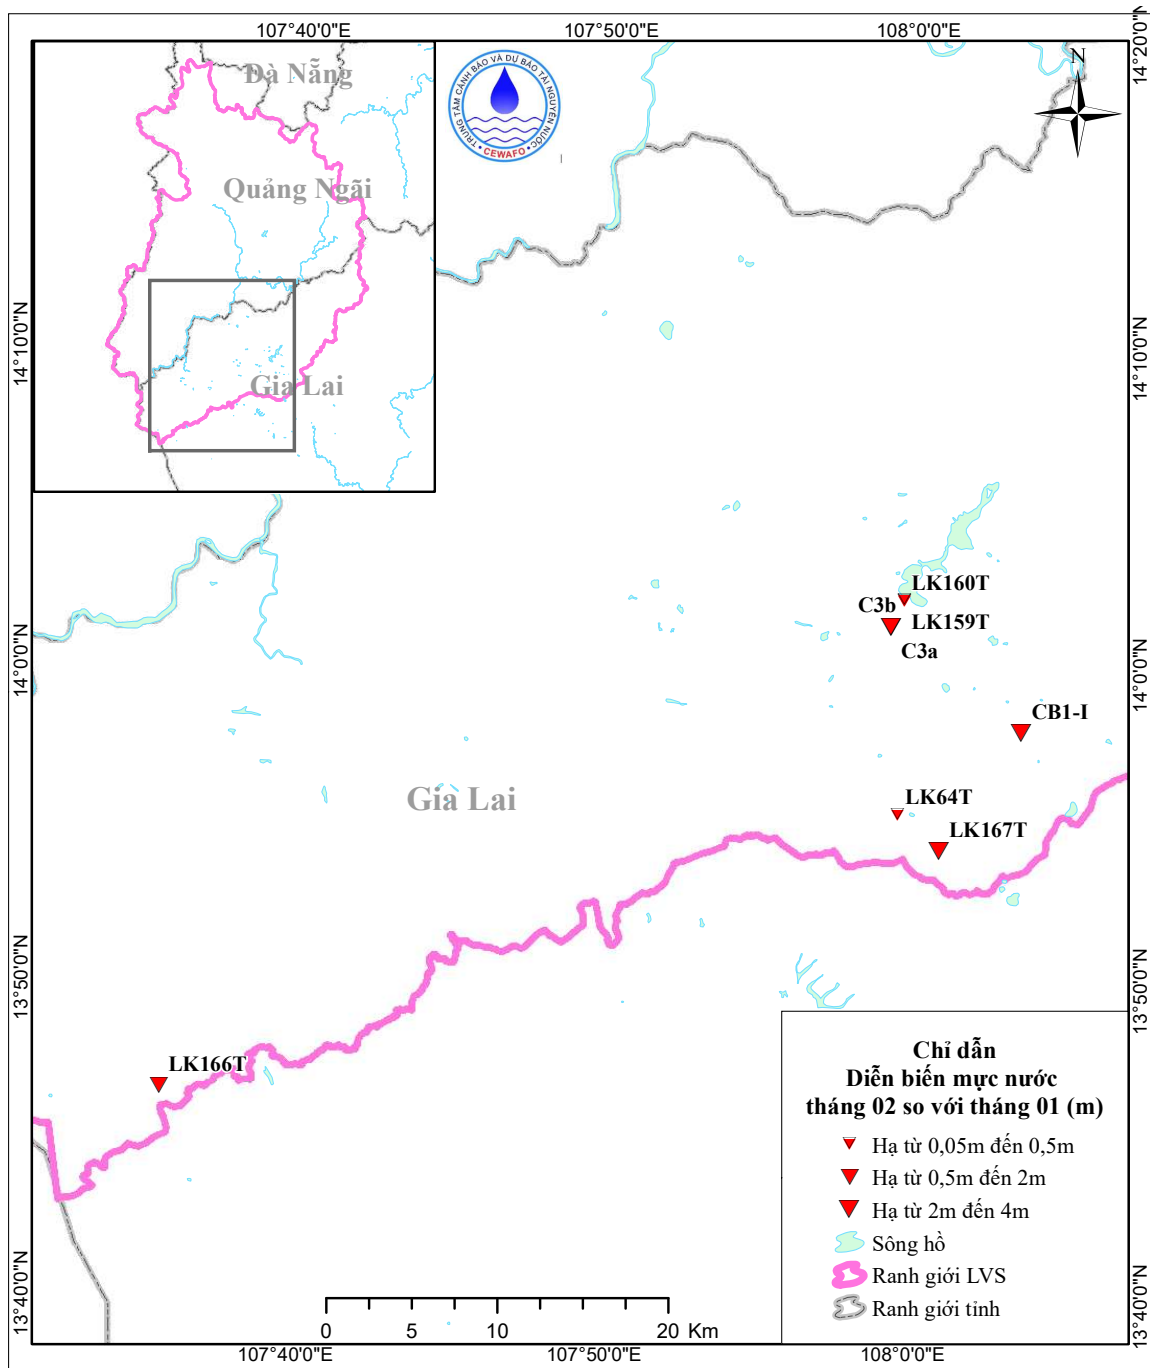 107°40'0"E
107°50'0"E
108°0'0"E
14°20'0"N
14°20'0"N
N
Đà Nẵng
Quảng Ngãi
Gia Lai
TRUNG TÂM CẢNH BÁO VÀ DỰ BÁO TÀI NGUYÊN NƯỚC
CEWAFO
14°10'0"N
14°10'0"N
LK160T
C3b
LK159T
C3a
14°0'0"N
14°0'0"N
CB1-I
Gia Lai
LK64T
LK167T
13°50'0"N
13°50'0"N
LK166T
Chỉ dẫn
Diễn biến mực nước
tháng 02 so với tháng 01 (m)
Hạ từ 0,05m đến 0,5m
Hạ từ 0,5m đến 2m
Hạ từ 2m đến 4m
Sông hồ
Ranh giới LVS
Ranh giới tỉnh
13°40'0"N
13°40'0"N
0 5 10 20 Km
107°40'0"E
107°50'0"E
108°0'0"E